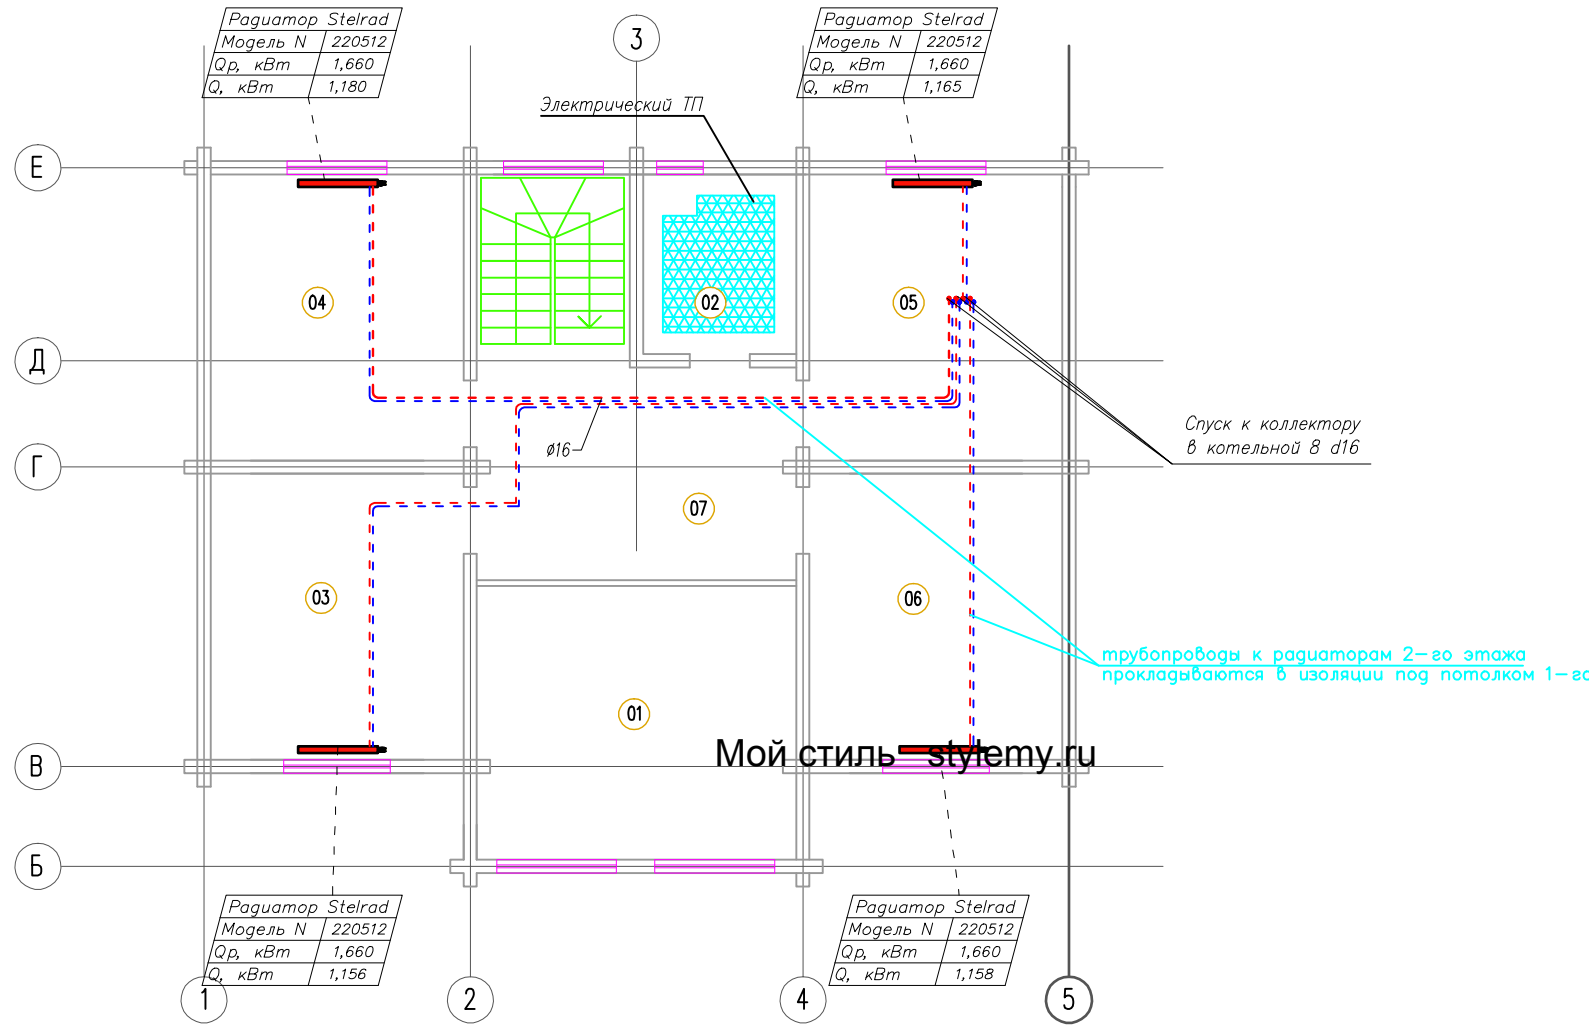 Радиатор Stelrad
Модель N 220512
Qр, кВт 1,660
Q, кВт 1,180
3
Радиатор Stelrad
Модель N 220512
Qр, кВт 1,660
Q, кВт 1,165
Электрический ТП
Е
04
02
05
Д
ø16
Спуск к коллектору
в котельной 8 d16
Г
07
03
06
трубопроводы к радиаторам 2-го этажа
прокладываются в изоляции под потолком 1-го
01
Мой стиль stylemy.ru
В
Б
Радиатор Stelrad
Модель N 220512
Qр, кВт 1,660
Q, кВт 1,156
Радиатор Stelrad
Модель N 220512
Qр, кВт 1,660
Q, кВт 1,158
1
2
4
5